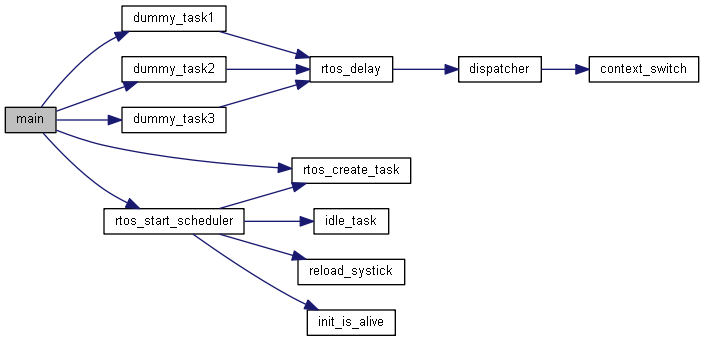 dummy_task1
dummy_task2
rtos_delay
dispatcher
context_switch
main
dummy_task3
rtos_create_task
rtos_start_scheduler
idle_task
reload_systick
init_is_alive